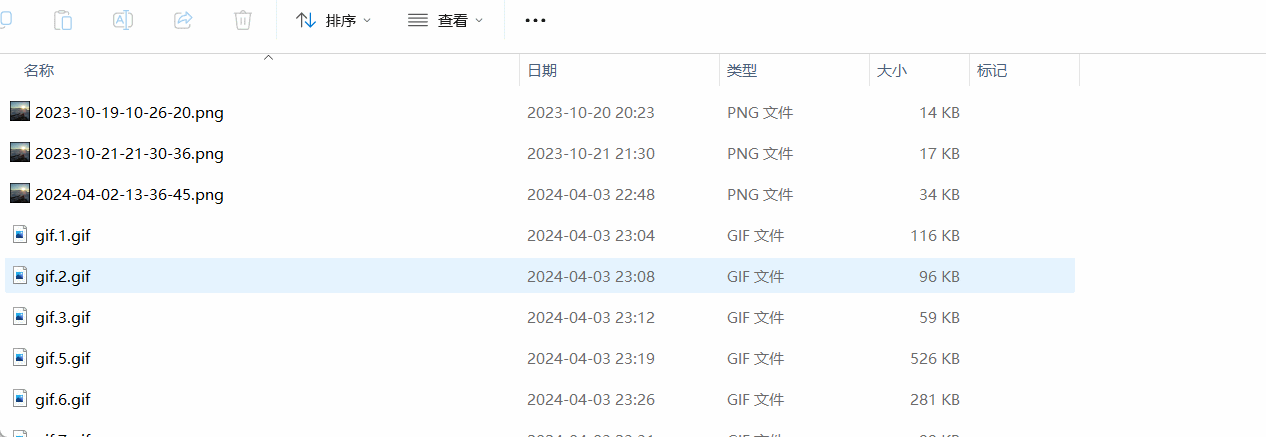 排序 查看
名称 日期 类型 大小 标记
2023-10-19-10-26-20.png 2023-10-20 20:23 PNG 文件 14 KB
2023-10-21-21-30-36.png 2023-10-21 21:30 PNG 文件 17 KB
2024-04-02-13-36-45.png 2024-04-03 22:48 PNG 文件 34 KB
gif.1.gif 2024-04-03 23:04 GIF 文件 116 KB
gif.2.gif 2024-04-03 23:08 GIF 文件 96 KB
gif.3.gif 2024-04-03 23:12 GIF 文件 59 KB
gif.5.gif 2024-04-03 23:19 GIF 文件 526 KB
gif.6.gif 2024-04-03 23:26 GIF 文件 281 KB